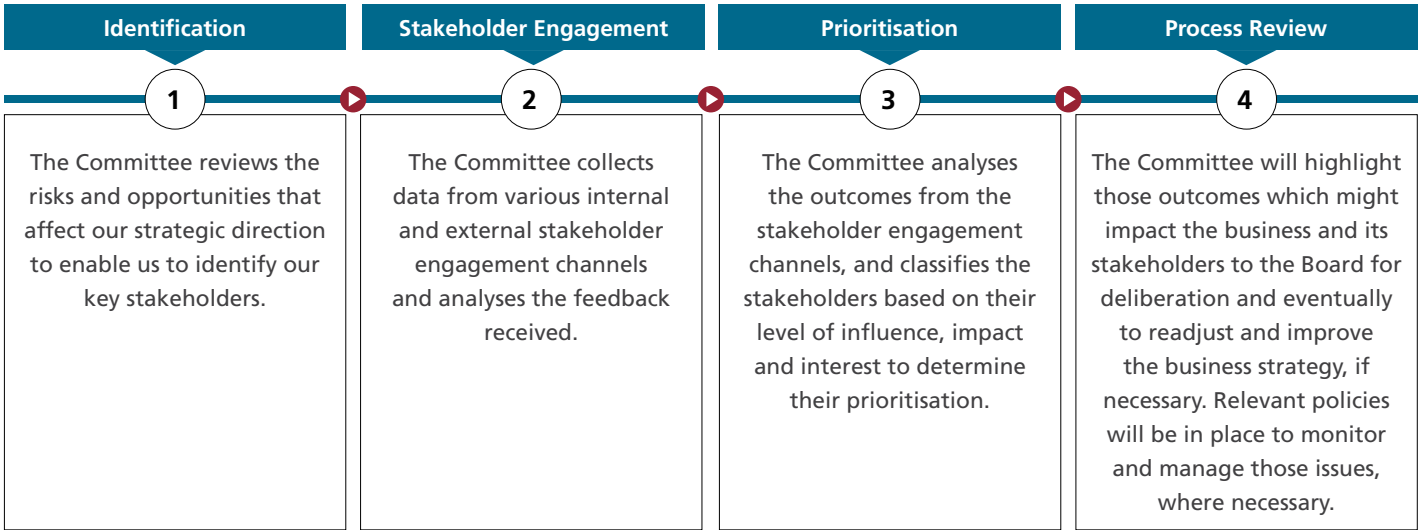 Identification
1
The Committee reviews the
risks and opportunities that
affect our strategic direction
to enable us to identify our
key stakeholders.
Stakeholder Engagement
2
The Committee collects
data from various internal
and external stakeholder
engagement channels
and analyses the feedback
received.
Prioritisation
3
The Committee analyses
the outcomes from the
stakeholder engagement
channels, and classifies the
stakeholders based on their
level of influence, impact
and interest to determine
their prioritisation.
Process Review
4
The Committee will highlight
those outcomes which might
impact the business and its
stakeholders to the Board for
deliberation and eventually
to readjust and improve
the business strategy, if
necessary. Relevant policies
will be in place to monitor
and manage those issues,
where necessary.